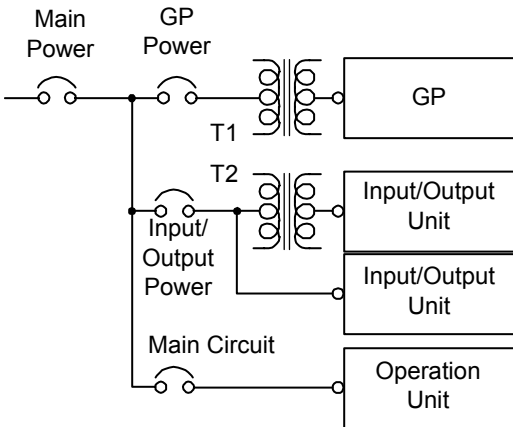 Main
Power
GP
Power
T1
GP
T2
Input/
Output
Power
Input/Output
Unit
Input/Output
Unit
Main Circuit
Operation
Unit